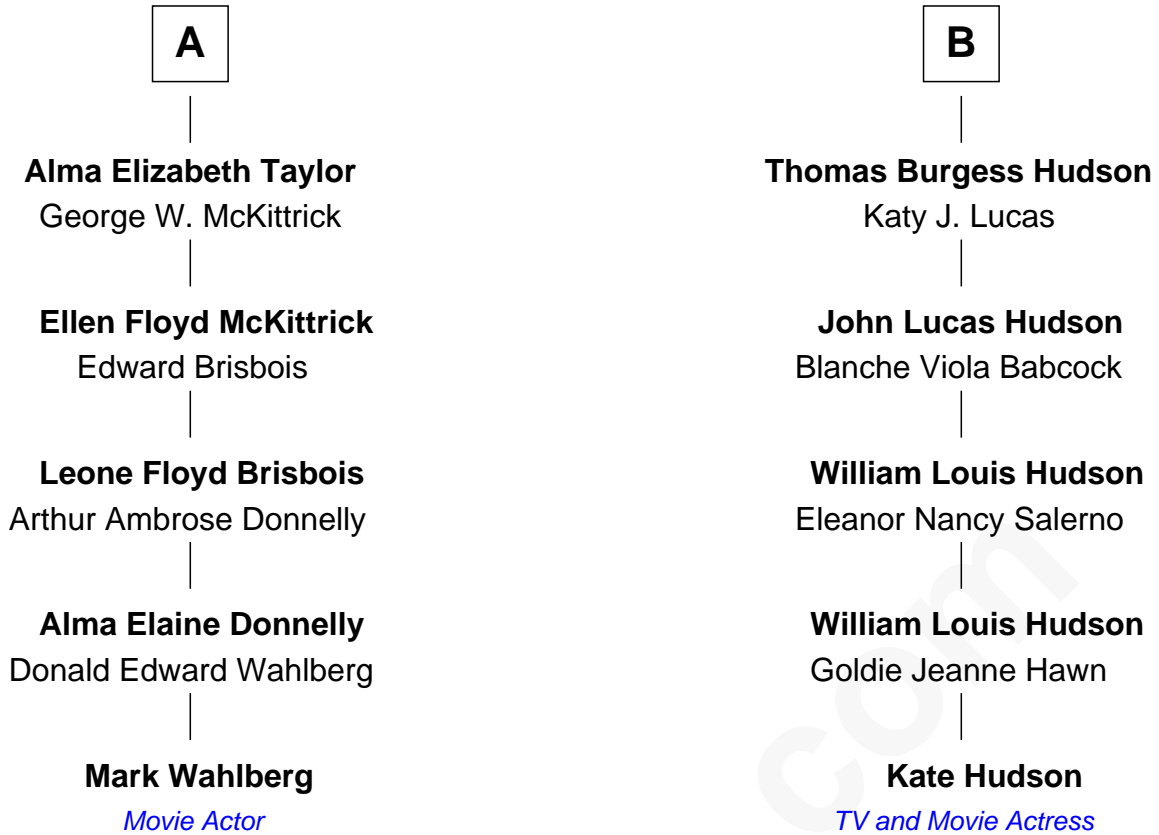 A
Alma Elizabeth Taylor
George W. McKittrick
Ellen Floyd McKittrick
Edward Brisbois
Leone Floyd Brisbois
Arthur Ambrose Donnelly
Alma Elaine Donnelly
Donald Edward Wahlberg
Mark Wahlberg
Movie Actor
B
Thomas Burgess Hudson
Katy J. Lucas
John Lucas Hudson
Blanche Viola Babcock
William Louis Hudson
Eleanor Nancy Salerno
William Louis Hudson
Goldie Jeanne Hawn
Kate Hudson
TV and Movie Actress
com